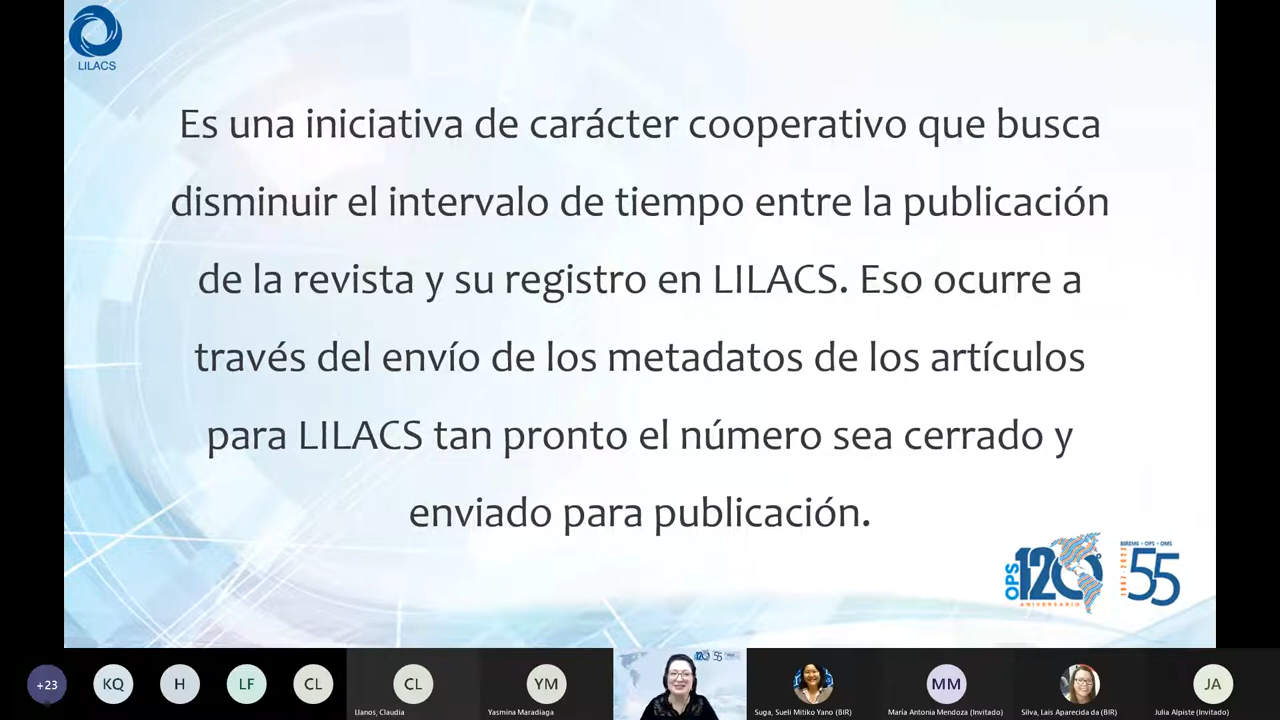 LILACS
Es una iniciativa de carácter cooperativo que busca
disminuir el intervalo de tiempo entre la publicación
de la revista y su registro en LILACS. Eso ocurre a
través del envío de los metadatos de los artículos
para LILACS tan pronto el número sea cerrado y
enviado para publicación.
OPS 120 ANIVERSARIO
BIREME • OPS • OMS
55
120 55
+23
KQ
H
LF
CL
CL
Llanos, Claudia
YM
Yasmina Maradiaga
Suga, Sueli Mitiko Yano (BIR)
MM
María Antonia Mendoza (Invitado)
Silva, Lais Aparecida da (BIR)
JA
Julia Alpiste (Invitado)